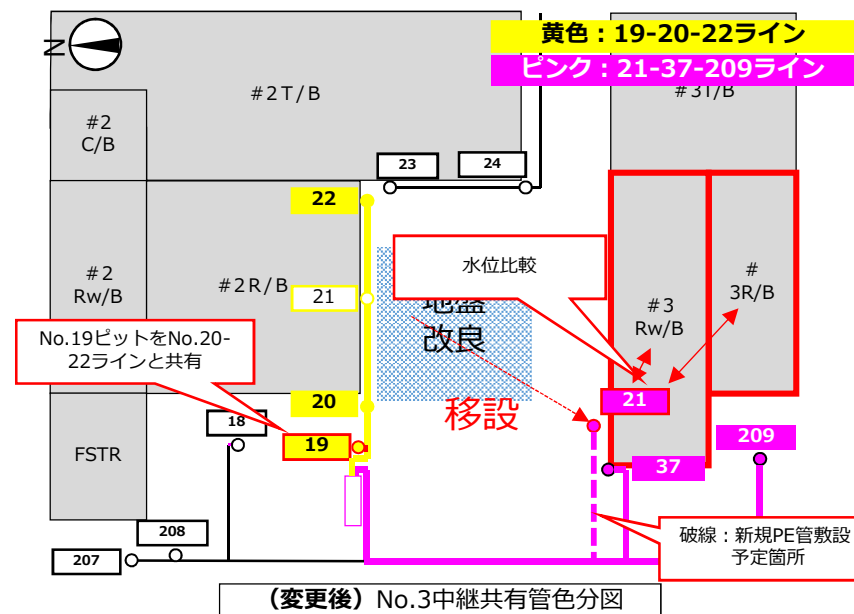 黄色：19-20-22ライン
ピンク：21-37-209ライン
N
#2T/B
#3T/B
#2
C/B
23
24
22
#2
Rw/B
#2R/B
21
水位比較
地盤
改良
#3
Rw/B
#
3R/B
No.19ピットをNo.20-
22ラインと共有
20
移設
21
18
19
209
FSTR
37
208
207
破線：新規PE管敷設
予定箇所
(変更後) No.3中継共有管色分図